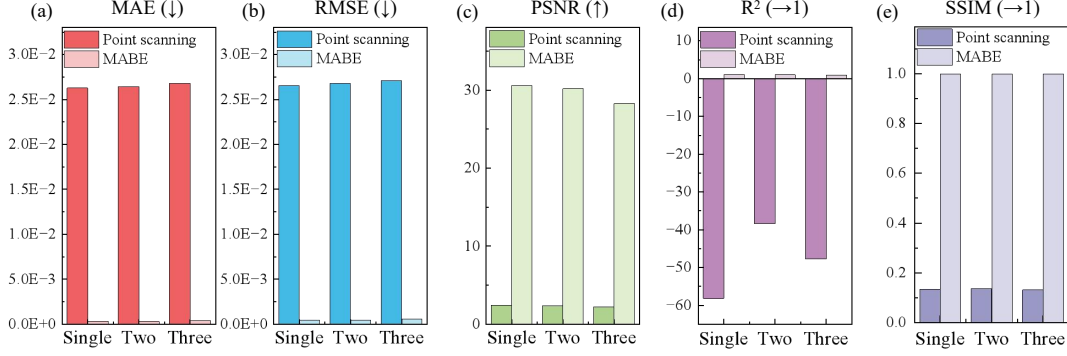 (a) MAE (↓)
Point scanning
MABE
3.0E−2
2.5E−2
2.0E−2
1.5E−2
1.0E−2
5.0E−3
0.0E+0
Single Two Three
(b) RMSE (↓)
Point scanning
MABE
3.0E−2
2.5E−2
2.0E−2
1.5E−2
1.0E−2
5.0E−3
0.0E+0
Single Two Three
(c) PSNR (↑)
Point scanning
MABE
30
20
10
0
Single Two Three
(d) R² (→1)
Point scanning
MABE
10
0
−10
−20
−30
−40
−50
−60
Single Two Three
(e) SSIM (→1)
Point scanning
MABE
1.0
0.8
0.6
0.4
0.2
0.0
Single Two Three